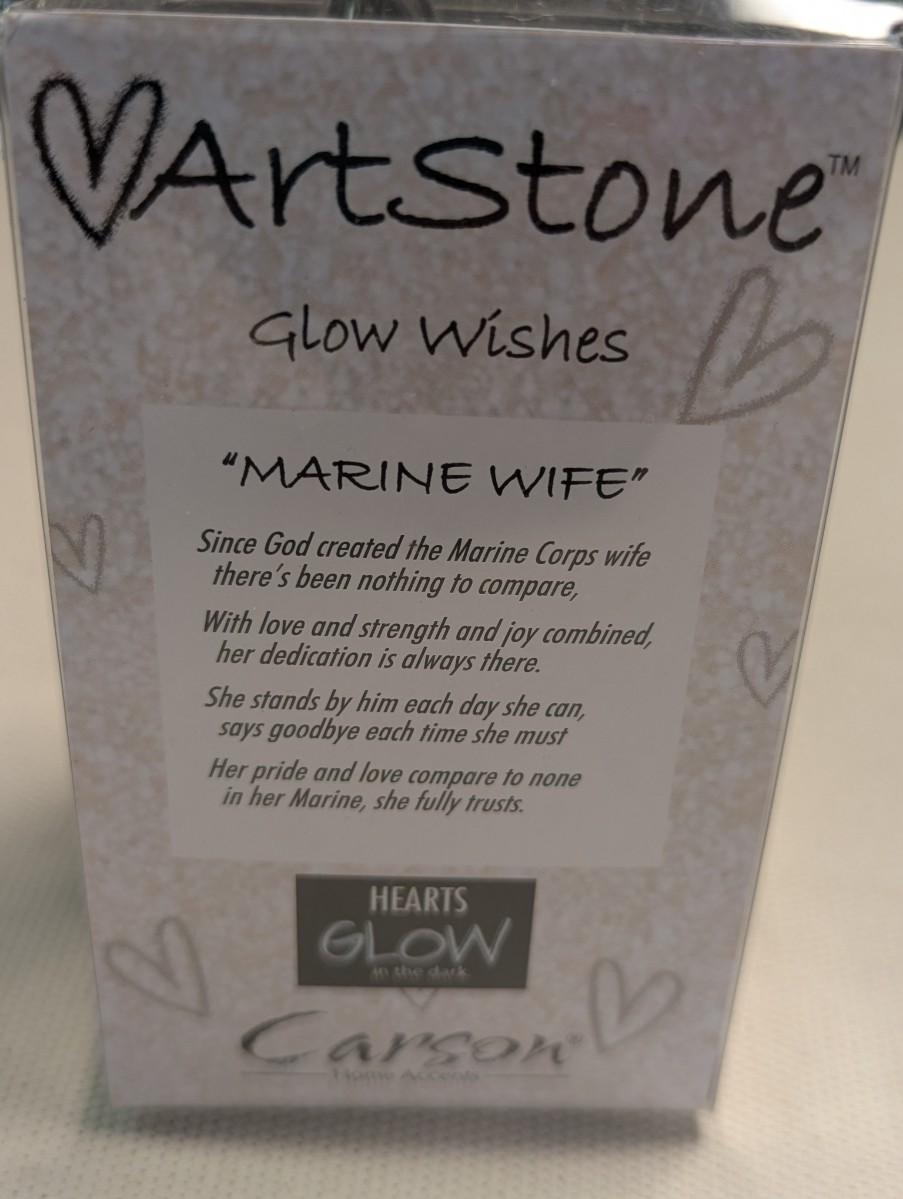 ArtStone™
Glow Wishes
"MARINE WIFE"
Since God created the Marine Corps wife
there's been nothing to compare,
With love and strength and joy combined,
her dedication is always there.
She stands by him each day she can,
says goodbye each time she must
Her pride and love compare to none
in her Marine, she fully trusts.
HEARTS
GLOW
in the dark
Carson®
Home Accents